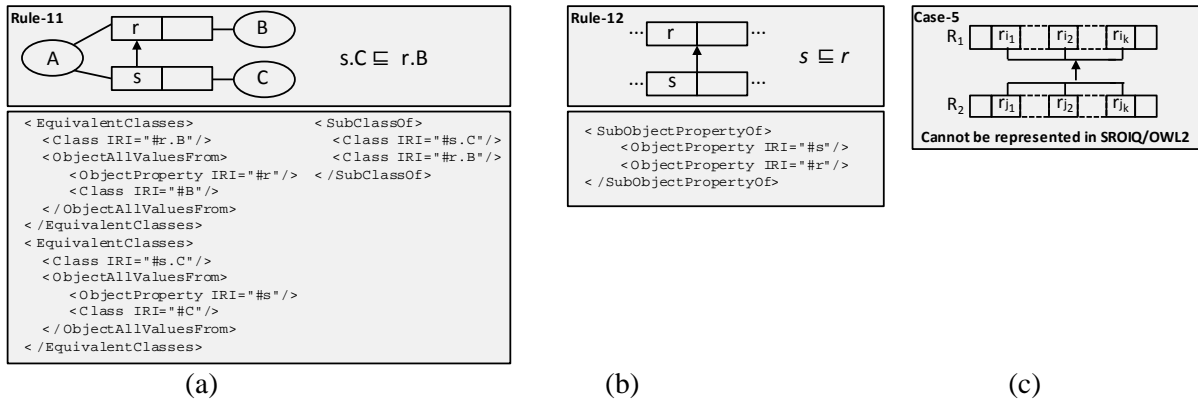 Rule-11
r
B
A
s
C
s.C ⊑ r.B
<EquivalentClasses>
<Class IRI="#r.B"/>
<ObjectAllValuesFrom>
<ObjectProperty IRI="#r"/>
<Class IRI="#B"/>
</ObjectAllValuesFrom>
</EquivalentClasses>
<EquivalentClasses>
<Class IRI="#s.C"/>
<ObjectAllValuesFrom>
<ObjectProperty IRI="#s"/>
<Class IRI="#C"/>
</ObjectAllValuesFrom>
</EquivalentClasses>
<SubClassOf>
<Class IRI="#s.C"/>
<Class IRI="#r.B"/>
</SubClassOf>
(a)
Rule-12
... r ...
... s ...
s ⊑ r
<SubObjectPropertyOf>
<ObjectProperty IRI="#s"/>
<ObjectProperty IRI="#r"/>
</SubObjectPropertyOf>
(b)
Case-5
R1 ri1 ri2 rik
R2 rj1 rj2 rjk
Cannot be represented in SROIQ/OWL2
(c)